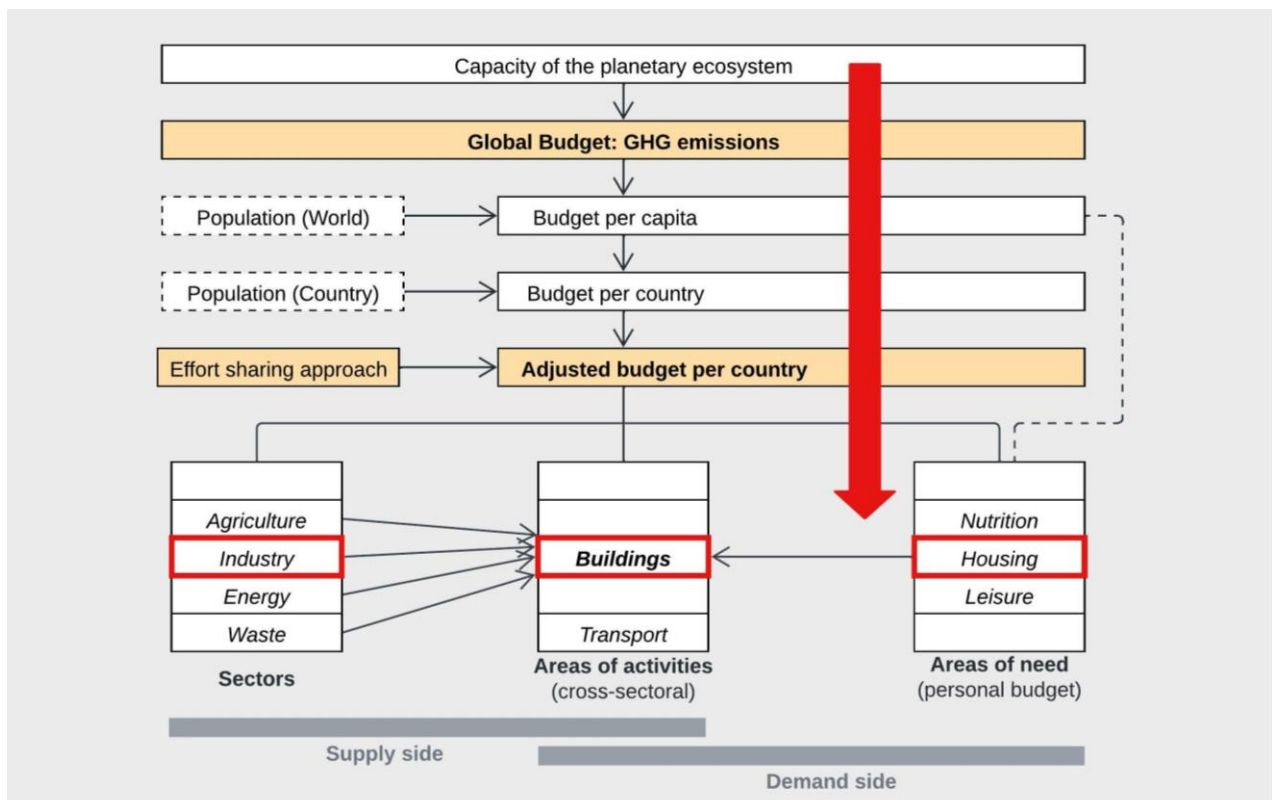 Capacity of the planetary ecosystem
Global Budget: GHG emissions
Population (World)
Budget per capita
Population (Country)
Budget per country
Effort sharing approach
Adjusted budget per country
Agriculture
Industry
Energy
Waste
Sectors
Buildings
Transport
Areas of activities
(cross-sectoral)
Nutrition
Housing
Leisure
Areas of need
(personal budget)
Supply side
Demand side